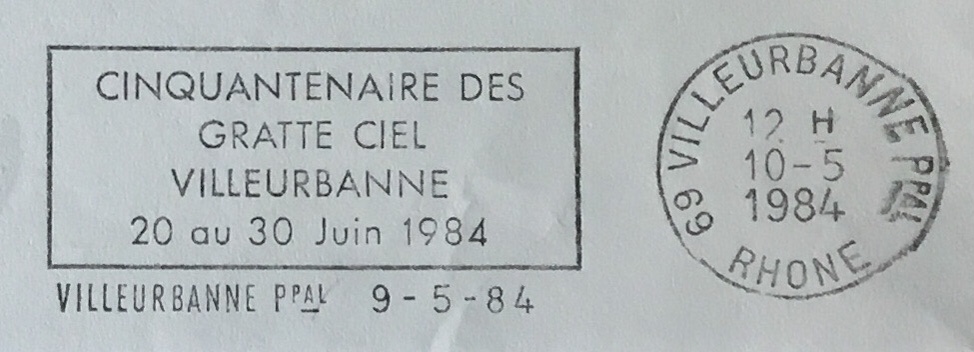 CINQUANTENAIRE DES
GRATTE CIEL
VILLEURBANNE
20 au 30 Juin 1984
VILLEURBANNE PPAL 9-5-84
69 VILLEURBANNE PPAL
12 H
10-5
1984
RHONE